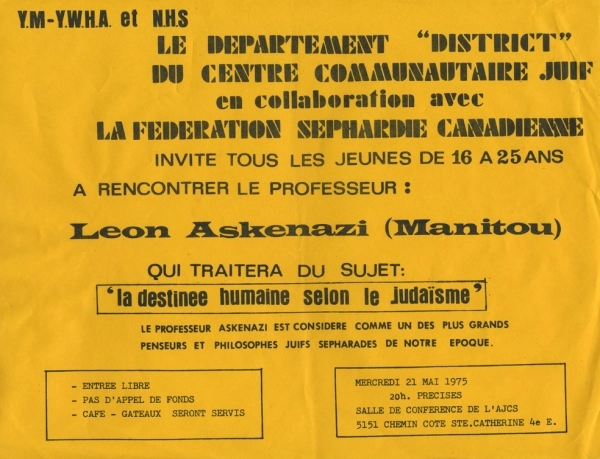 Y.M-Y.W.H.A. et N.H.S
LE DEPARTEMENT "DISTRICT"
DU CENTRE COMMUNAUTAIRE JUIF
en collaboration avec
LA FEDERATION SEPHARDIE CANADIENNE
INVITE TOUS LES JEUNES DE 16 A 25 ANS
A RENCONTRER LE PROFESSEUR :
Leon Askenazi (Manitou)
QUI TRAITERA DU SUJET:
"la destinee humaine selon le judaïsme"
LE PROFESSEUR ASKENAZI EST CONSIDERE COMME UN DES PLUS GRANDS
PENSEURS ET PHILOSOPHES JUIFS SEPHARADES DE NOTRE EPOQUE.
- ENTREE LIBRE
- PAS D'APPEL DE FONDS
- CAFE - GATEAUX SERONT SERVIS
MERCREDI 21 MAI 1975
20h. PRECISES
SALLE DE CONFERENCE DE L'AJCS
5151 CHEMIN COTE STE.CATHERINE 4e E.